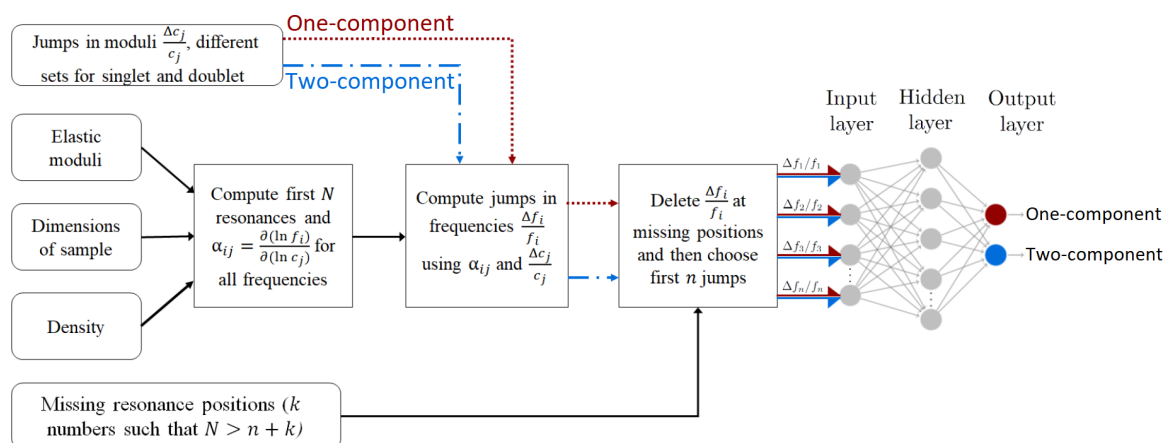 Jumps in moduli Δc_j/c_j, different
sets for singlet and doublet
One-component
Two-component
Elastic
moduli
Dimensions
of sample
Density
Compute first N
resonances and
α_ij = ∂(ln f_i)/∂(ln c_j) for
all frequencies
Compute jumps in
frequencies Δf_i/f_i
using α_ij and Δc_j/c_j
Delete Δf_i/f_i at
missing positions
and then choose
first n jumps
Missing resonance positions (k
numbers such that N > n + k)
Δf_1/f_1
Δf_2/f_2
Δf_3/f_3
Δf_n/f_n
Input
layer
Hidden
layer
Output
layer
One-component
Two-component